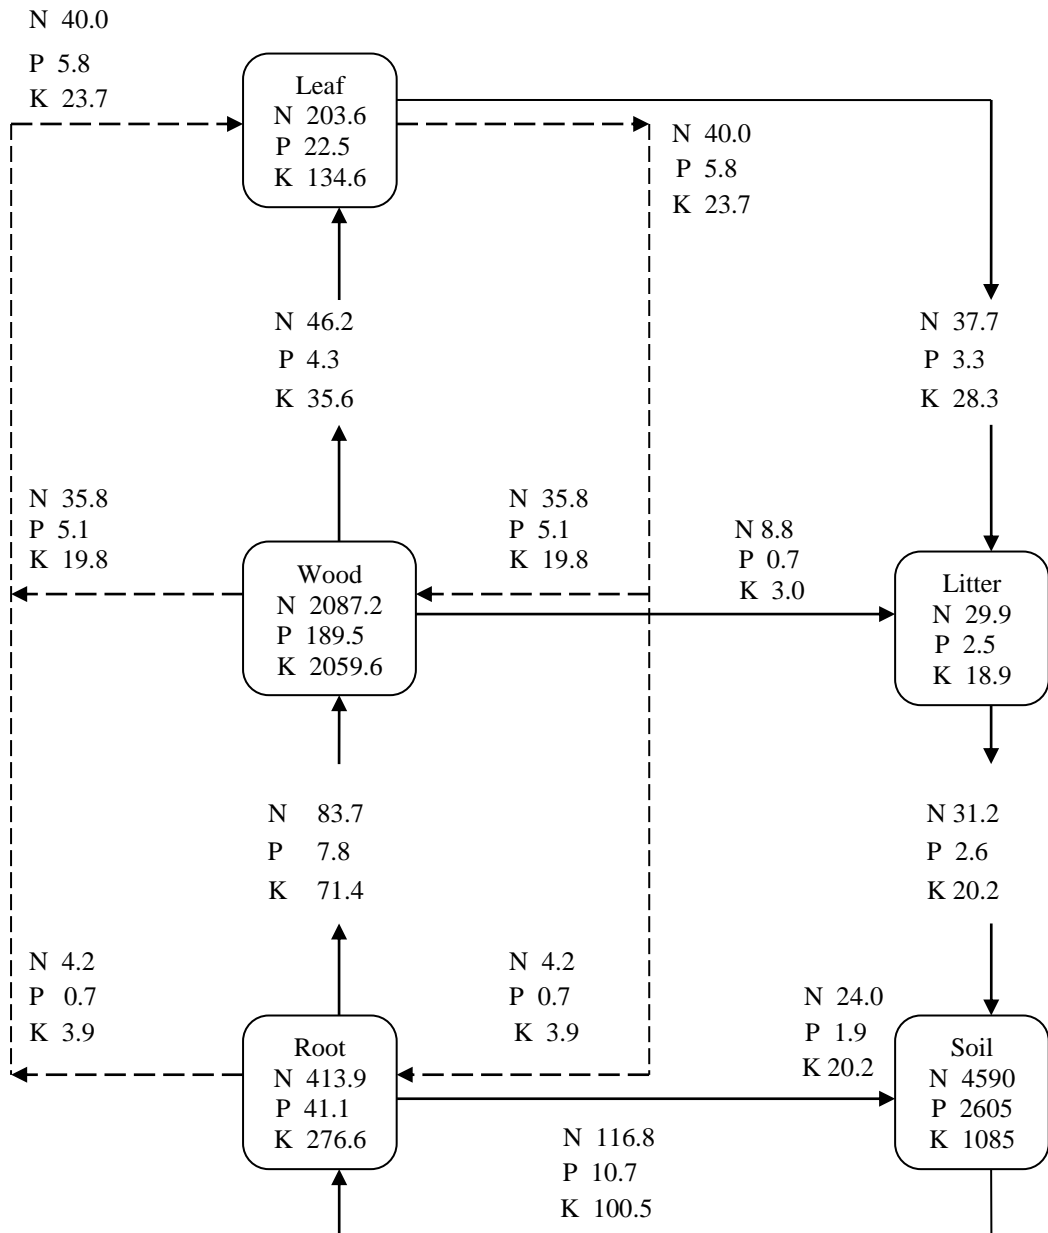 N 40.0
P 5.8
K 23.7
Leaf
N 203.6
P 22.5
K 134.6
N 40.0
P 5.8
K 23.7
N 46.2
P 4.3
K 35.6
N 37.7
P 3.3
K 28.3
N 35.8
P 5.1
K 19.8
N 35.8
P 5.1
K 19.8
N 8.8
P 0.7
K 3.0
Wood
N 2087.2
P 189.5
K 2059.6
Litter
N 29.9
P 2.5
K 18.9
N 83.7
P 7.8
K 71.4
N 31.2
P 2.6
K 20.2
N 4.2
P 0.7
K 3.9
N 4.2
P 0.7
K 3.9
N 24.0
P 1.9
K 20.2
Root
N 413.9
P 41.1
K 276.6
Soil
N 4590
P 2605
K 1085
N 116.8
P 10.7
K 100.5